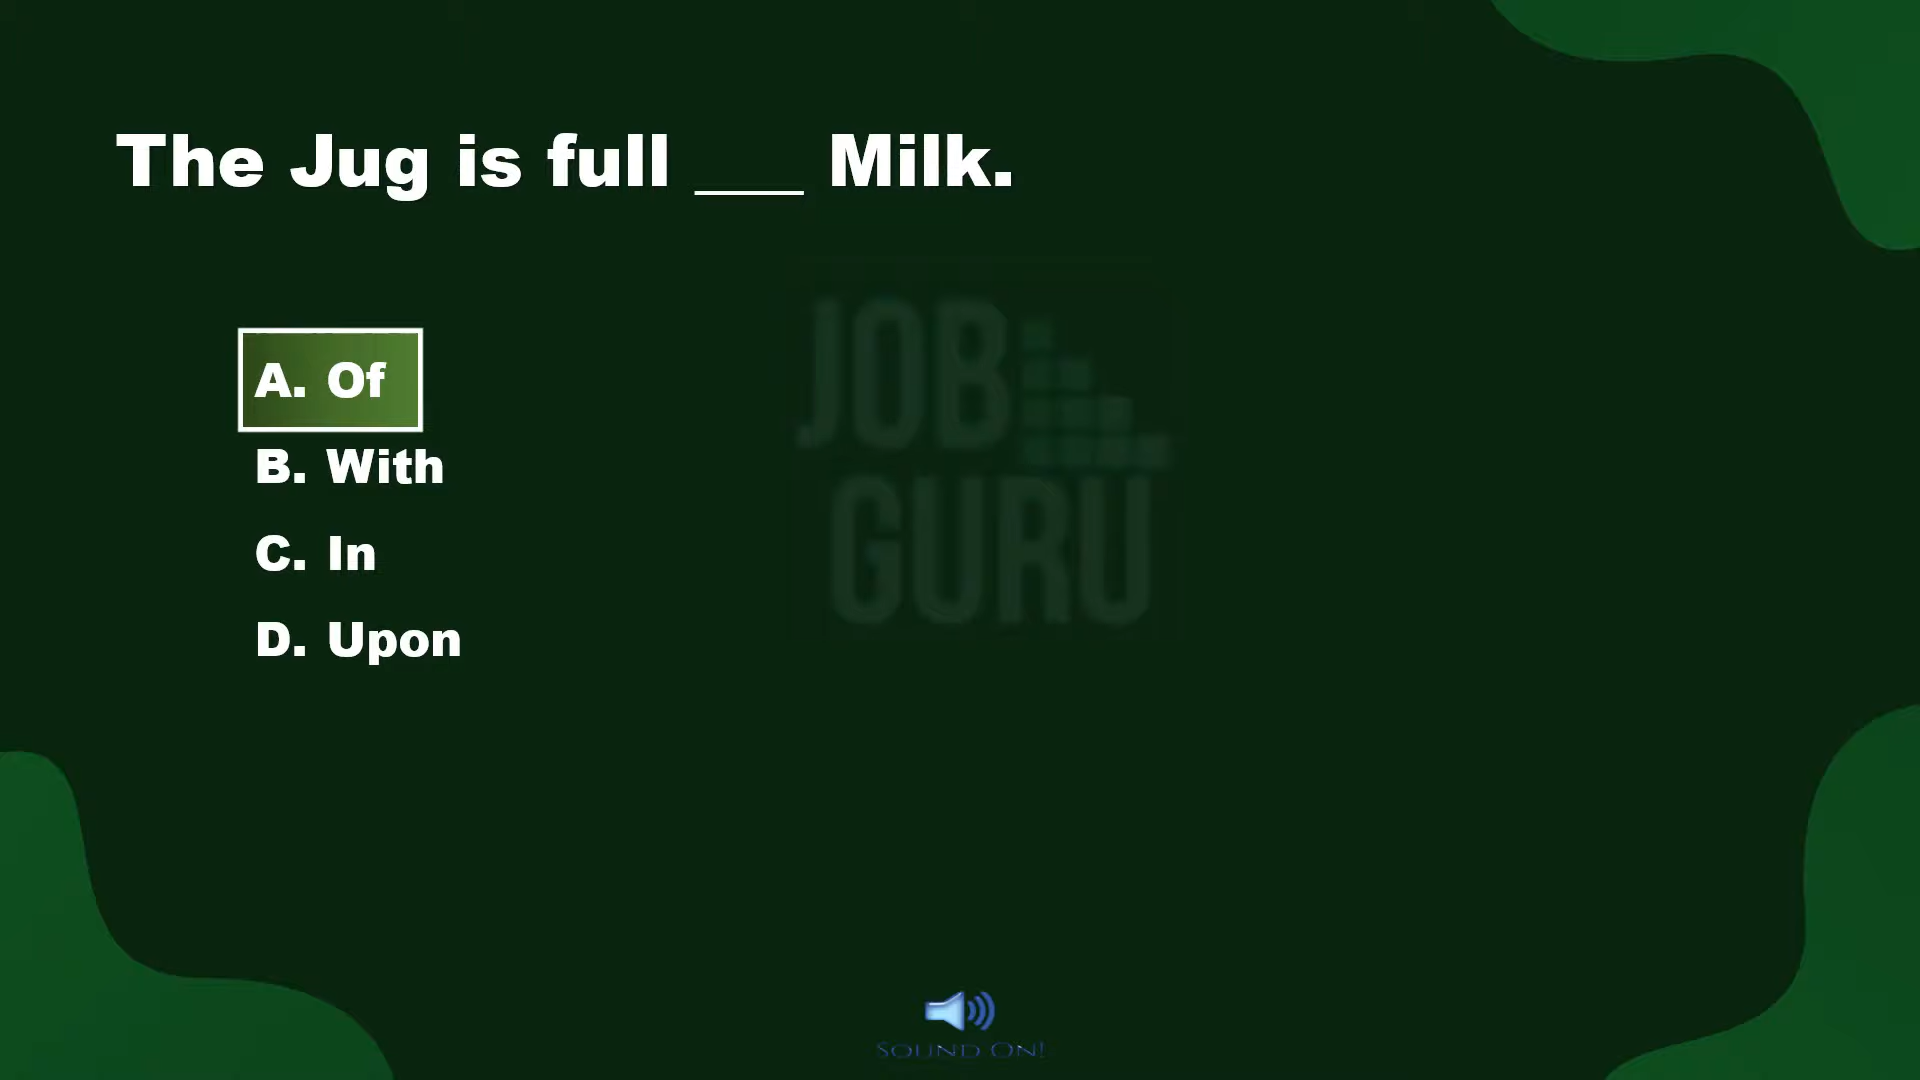 The Jug is full ___ Milk.
A. Of
B. With
C. In
D. Upon
JOB
GURU
SOUND ON!